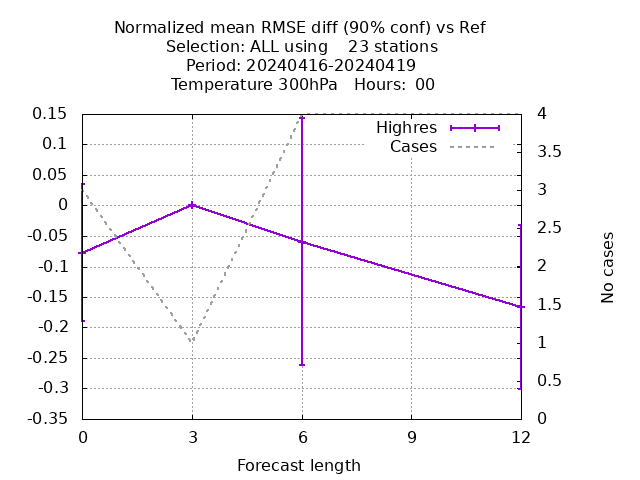 Normalized mean RMSE diff (90% conf) vs Ref
Selection: ALL using    23 stations
Period: 20240416-20240419
Temperature 300hPa   Hours:  00
Highres
Cases
0.15
0.1
0.05
0
-0.05
-0.1
-0.15
-0.2
-0.25
-0.3
-0.35
4
3.5
3
2.5
2
1.5
1
0.5
0
No cases
0 3 6 9 12
Forecast length